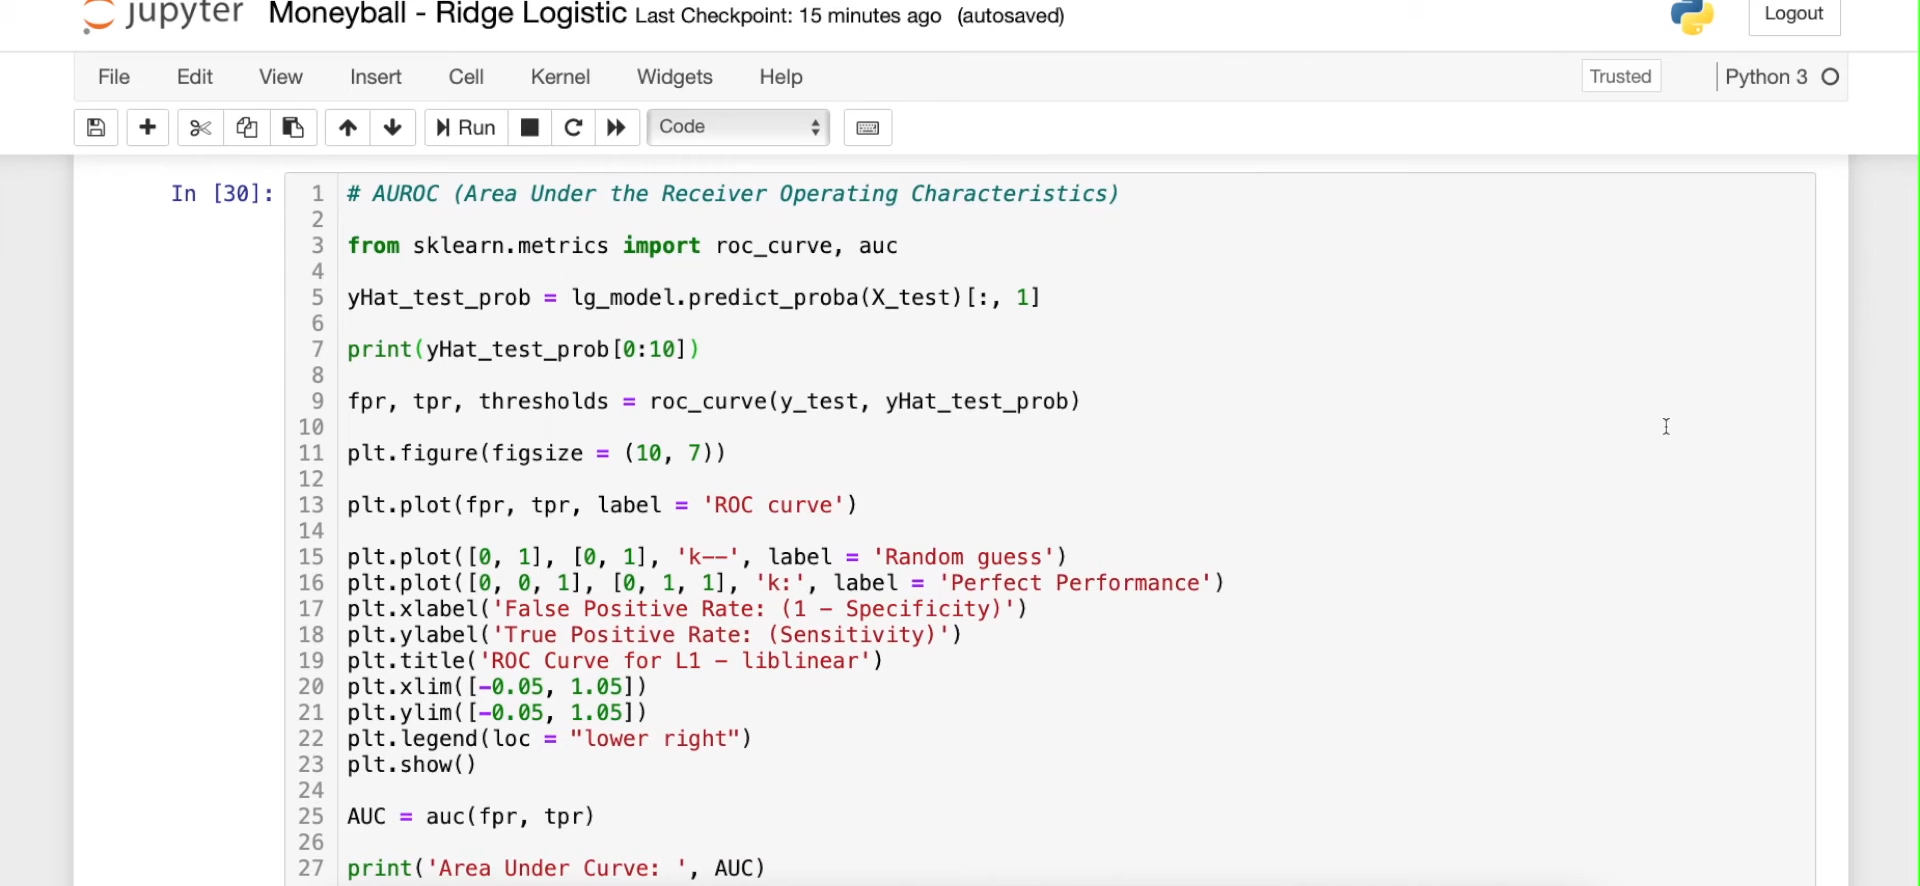 jupyter Moneyball - Ridge Logistic Last Checkpoint: 15 minutes ago (autosaved) Logout
File Edit View Insert Cell Kernel Widgets Help Trusted Python 3
Run Code
In [30]:
1 # AUROC (Area Under the Receiver Operating Characteristics)
2
3 from sklearn.metrics import roc_curve, auc
4
5 yHat_test_prob = lg_model.predict_proba(X_test)[:, 1]
6
7 print(yHat_test_prob[0:10])
8
9 fpr, tpr, thresholds = roc_curve(y_test, yHat_test_prob)
10
11 plt.figure(figsize = (10, 7))
12
13 plt.plot(fpr, tpr, label = 'ROC curve')
14
15 plt.plot([0, 1], [0, 1], 'k--', label = 'Random guess')
16 plt.plot([0, 0, 1], [0, 1, 1], 'k:', label = 'Perfect Performance')
17 plt.xlabel('False Positive Rate: (1 - Specificity)')
18 plt.ylabel('True Positive Rate: (Sensitivity)')
19 plt.title('ROC Curve for L1 - liblinear')
20 plt.xlim([-0.05, 1.05])
21 plt.ylim([-0.05, 1.05])
22 plt.legend(loc = "lower right")
23 plt.show()
24
25 AUC = auc(fpr, tpr)
26
27 print('Area Under Curve: ', AUC)